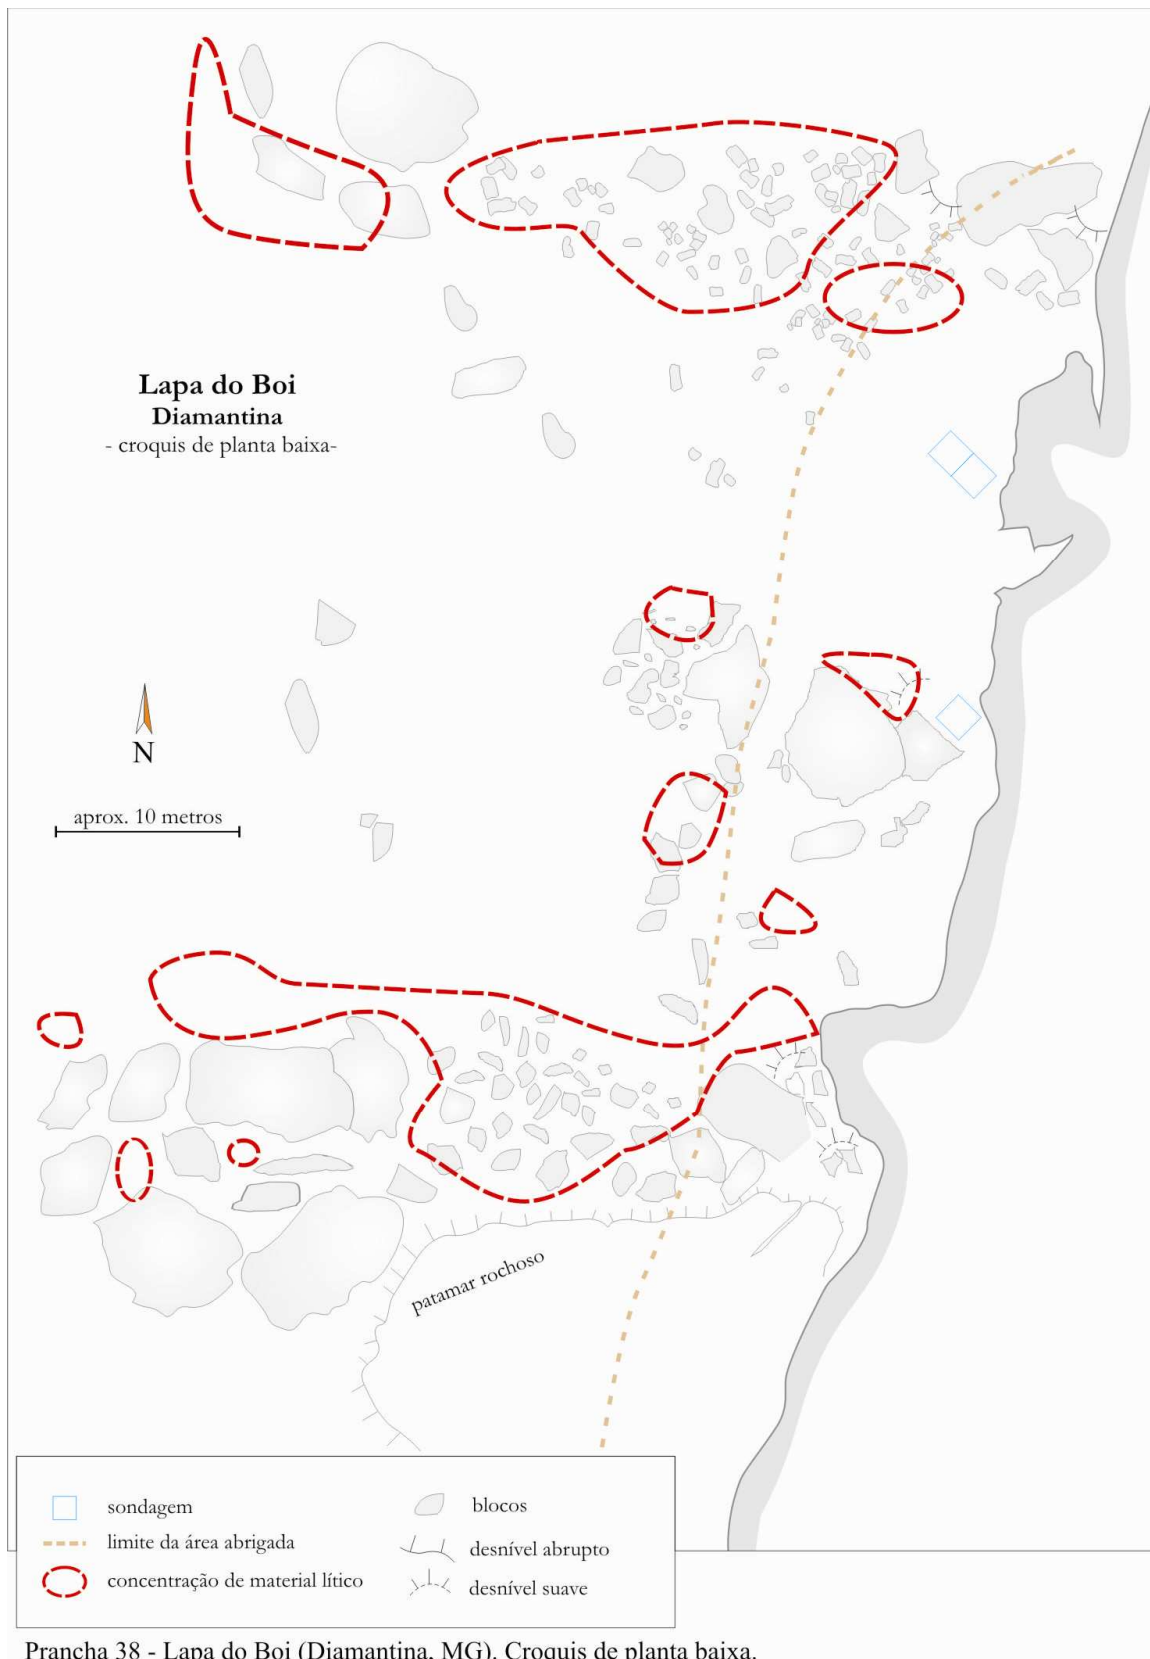 Lapa do Boi
Diamantina
- croquis de planta baixa-
N
aprox. 10 metros
patamar rochoso
sondagem
limite da área abrigada
concentração de material lítico
blocos
desnível abrupto
desnível suave
Prancha 38 - Lapa do Boi (Diamantina, MG). Croquis de planta baixa.